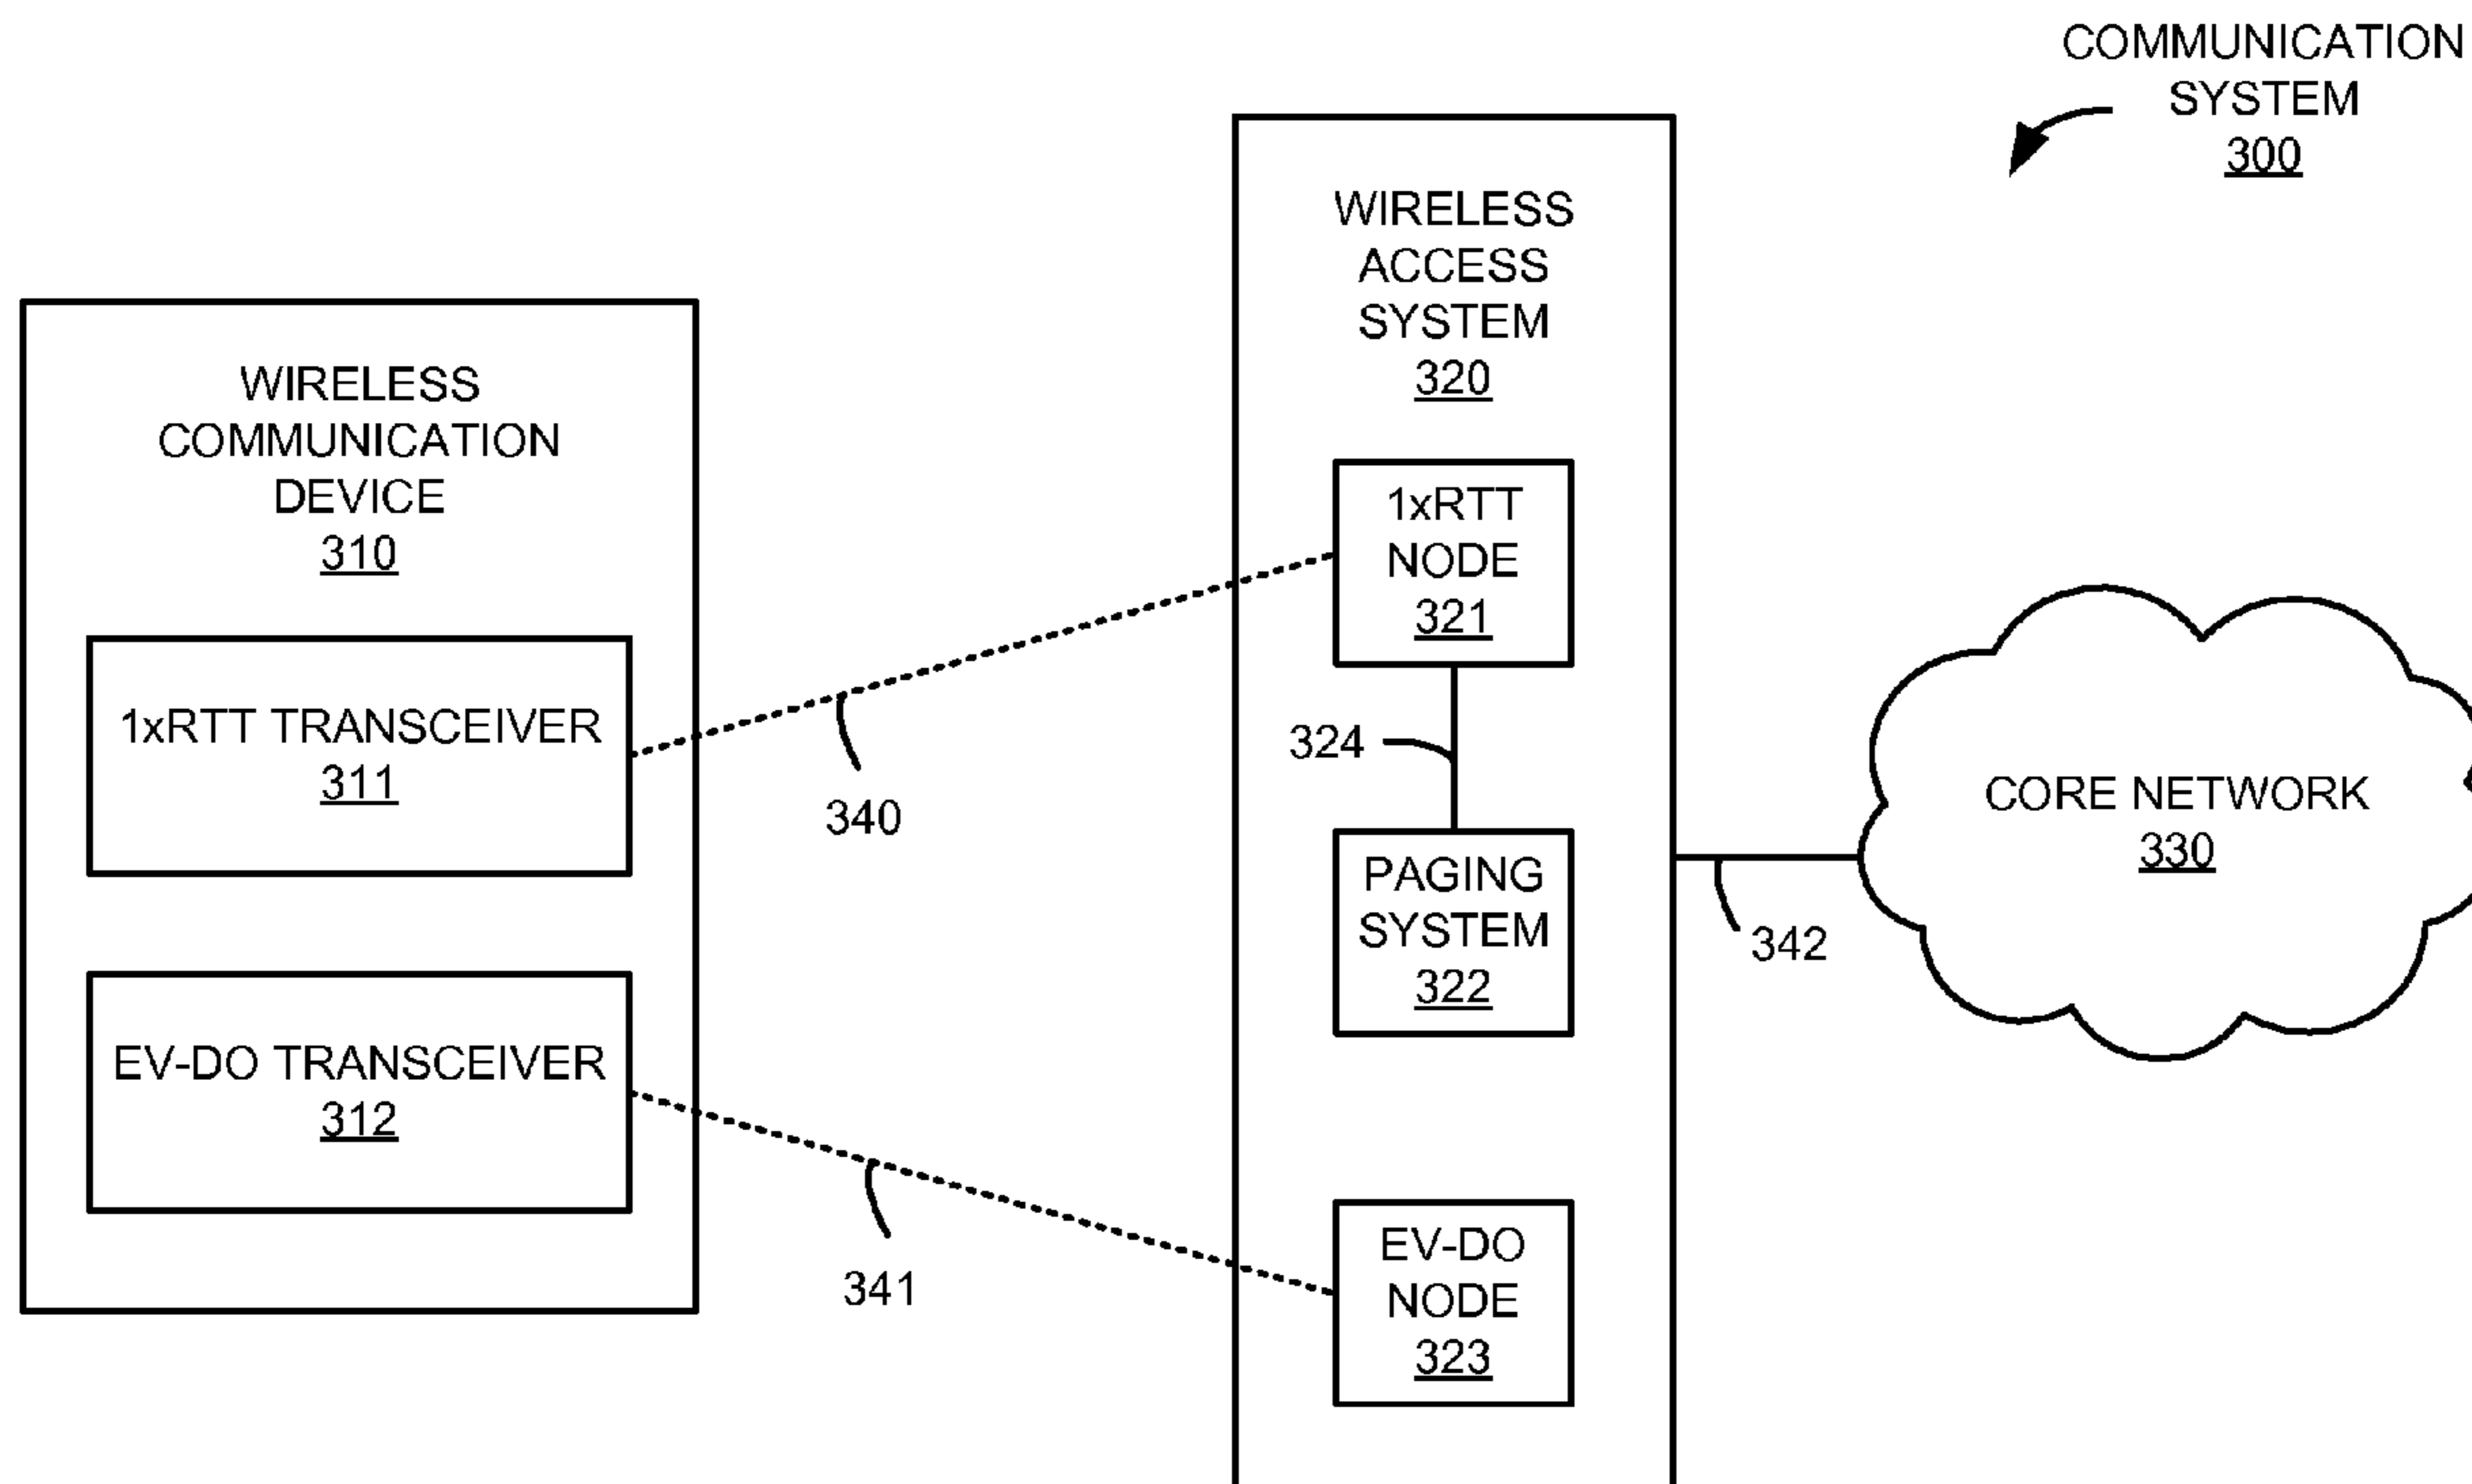 COMMUNICATION
SYSTEM
300
WIRELESS
ACCESS
SYSTEM
320
WIRELESS
COMMUNICATION
DEVICE
310
1xRTT TRANSCEIVER
311
EV-DO TRANSCEIVER
312
340
341
1xRTT
NODE
321
324
PAGING
SYSTEM
322
EV-DO
NODE
323
342
CORE NETWORK
330